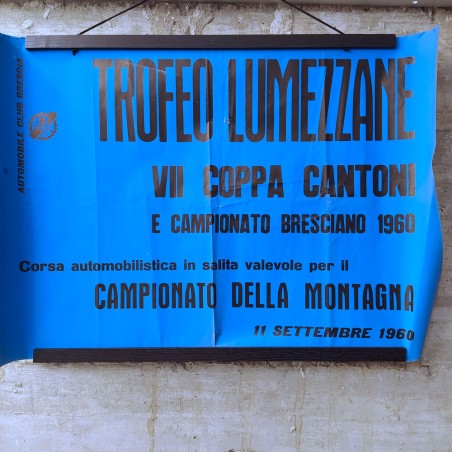 AUTOMOBILE CLUB BRESCIA
TROFEO LUMEZZANE
VII COPPA CANTONI
E CAMPIONATO BRESCIANO 1960
Corsa automobilistica in salita valevole per il
CAMPIONATO DELLA MONTAGNA
11 SETTEMBRE 1960